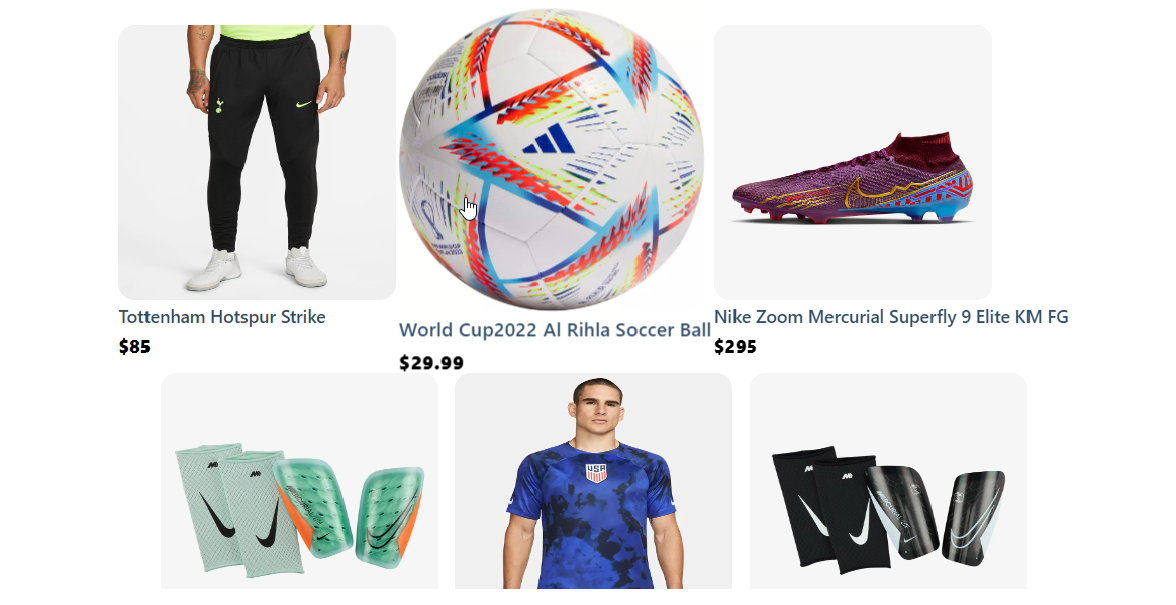 Tottenham Hotspur Strike
$85
World Cup2022 Al Rihla Soccer Ball
$29.99
Nike Zoom Mercurial Superfly 9 Elite KM FG
$295
USA